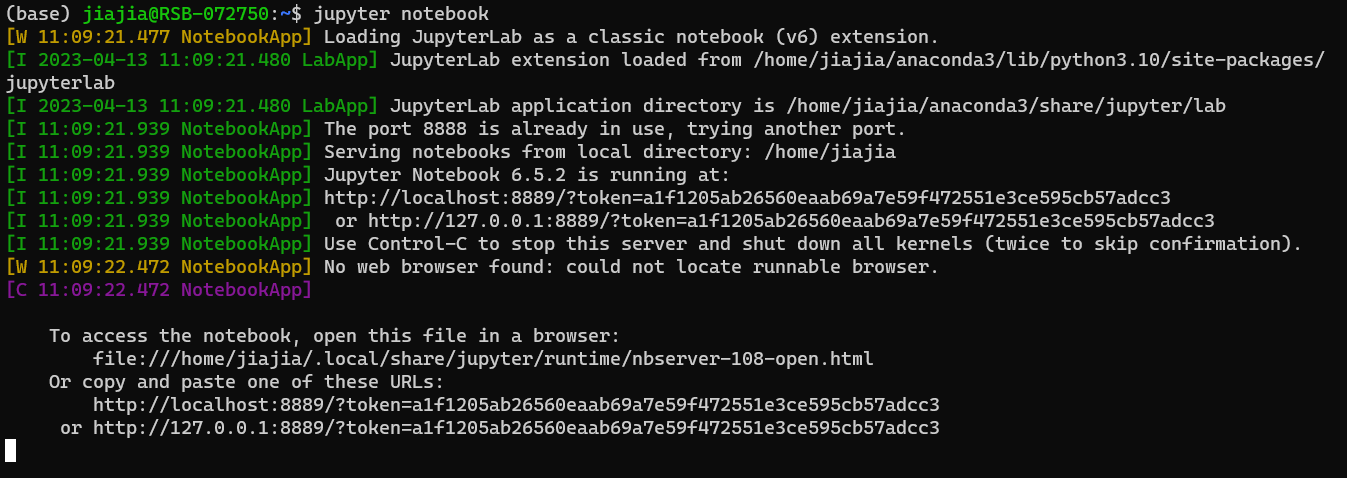 (base) jiajia@RSB-072750:~$ jupyter notebook
[W 11:09:21.477 NotebookApp] Loading JupyterLab as a classic notebook (v6) extension.
[I 2023-04-13 11:09:21.480 LabApp] JupyterLab extension loaded from /home/jiajia/anaconda3/lib/python3.10/site-packages/
jupyterlab
[I 2023-04-13 11:09:21.480 LabApp] JupyterLab application directory is /home/jiajia/anaconda3/share/jupyter/lab
[I 11:09:21.939 NotebookApp] The port 8888 is already in use, trying another port.
[I 11:09:21.939 NotebookApp] Serving notebooks from local directory: /home/jiajia
[I 11:09:21.939 NotebookApp] Jupyter Notebook 6.5.2 is running at:
[I 11:09:21.939 NotebookApp] http://localhost:8889/?token=a1f1205ab26560eaab69a7e59f472551e3ce595cb57adcc3
[I 11:09:21.939 NotebookApp]  or http://127.0.0.1:8889/?token=a1f1205ab26560eaab69a7e59f472551e3ce595cb57adcc3
[I 11:09:21.939 NotebookApp] Use Control-C to stop this server and shut down all kernels (twice to skip confirmation).
[W 11:09:22.472 NotebookApp] No web browser found: could not locate runnable browser.
[C 11:09:22.472 NotebookApp]
To access the notebook, open this file in a browser:
file:///home/jiajia/.local/share/jupyter/runtime/nbserver-108-open.html
Or copy and paste one of these URLs:
http://localhost:8889/?token=a1f1205ab26560eaab69a7e59f472551e3ce595cb57adcc3
or http://127.0.0.1:8889/?token=a1f1205ab26560eaab69a7e59f472551e3ce595cb57adcc3